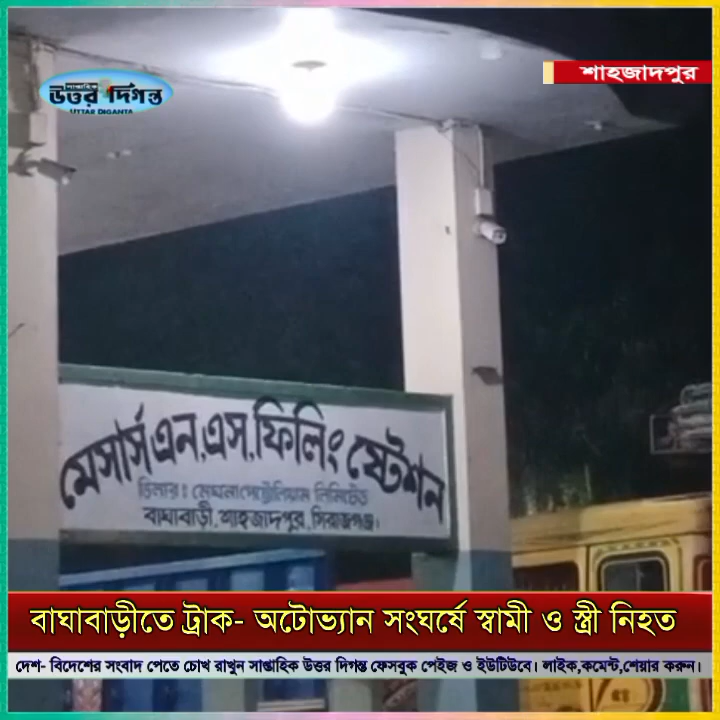 শাহজাদপুর
উত্তর দিগন্ত
UTTAR DIGANTA
মেসার্স এন.এস.ফিলিং ষ্টেশন
ডিলার: মেঘনা পেট্রোলিয়াম লিমিটেড
বাঘাবাড়ী, শাহজাদপুর, সিরাজগঞ্জ।
বাঘাবাড়ীতে ট্রাক- অটোভ্যান সংঘর্ষে স্বামী ও স্ত্রী নিহত
দেশ- বিদেশের সংবাদ পেতে চোখ রাখুন সাপ্তাহিক উত্তর দিগন্ত ফেসবুক পেইজ ও ইউটিউবে। লাইক,কমেন্ট,শেয়ার করুন।